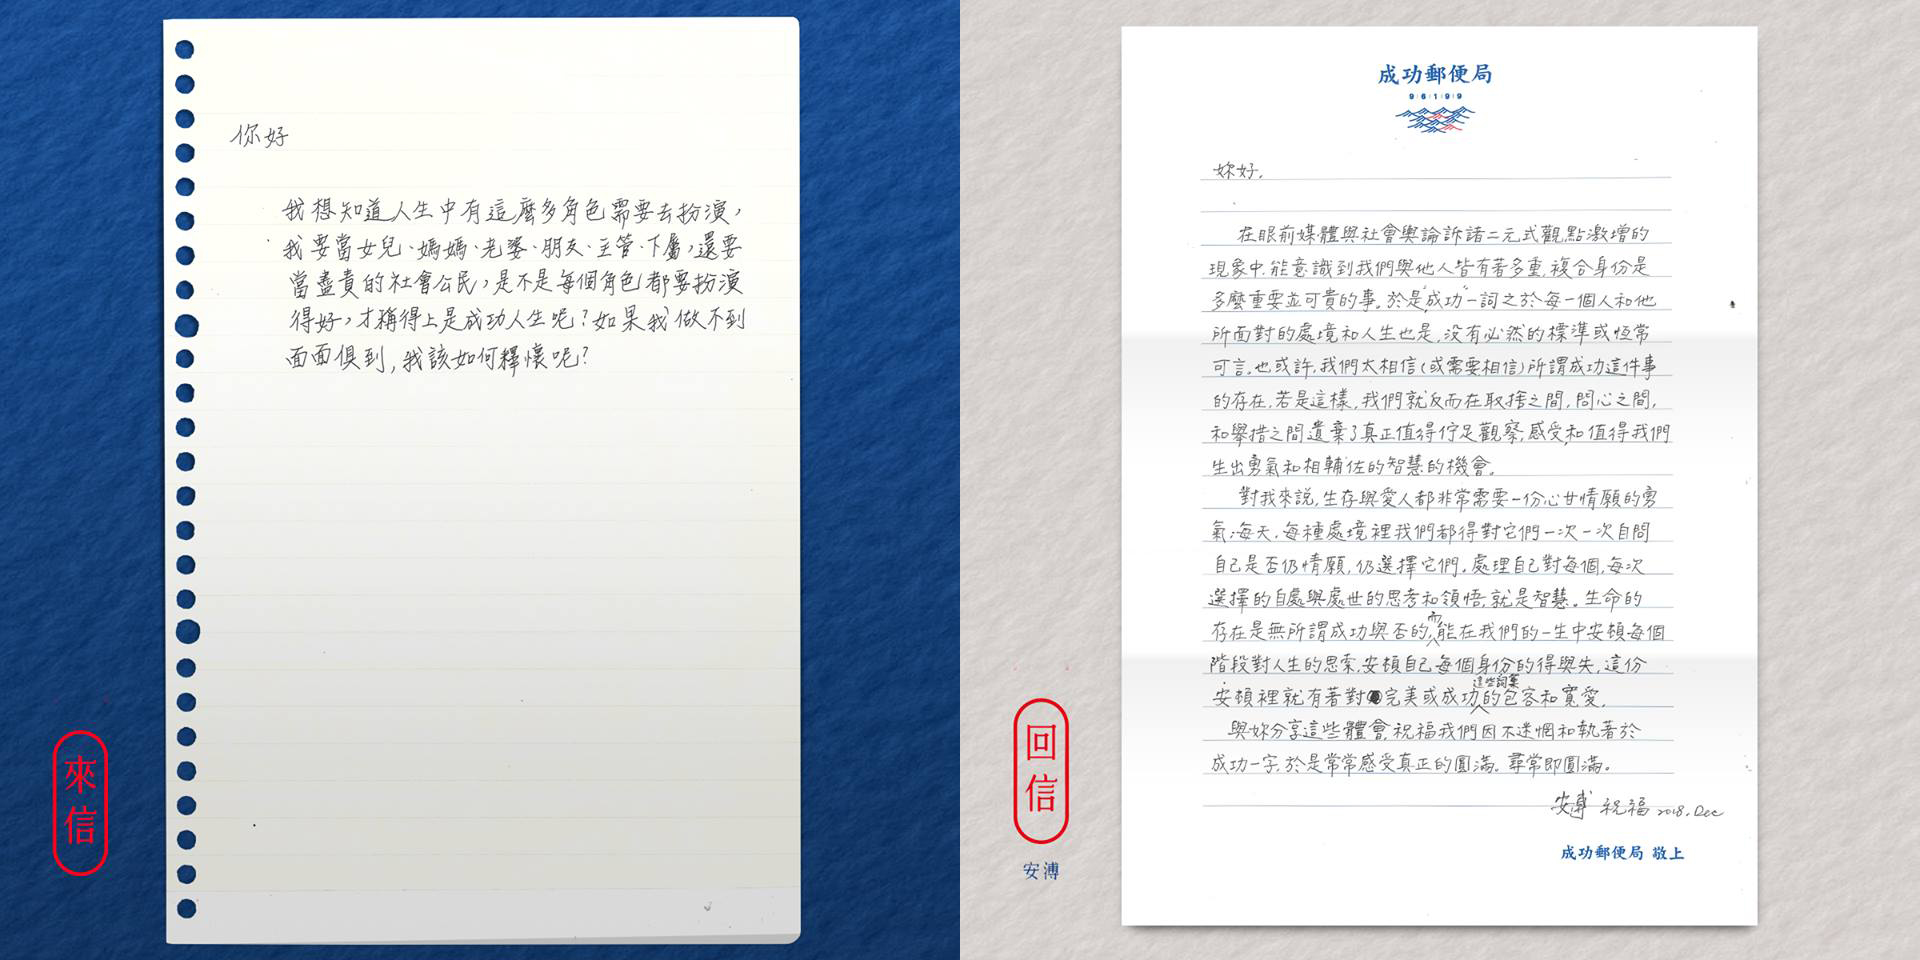 你好
我想知道人生中有這麼多角色需要去扮演，
我要當女兒、媽媽、老婆、朋友、主管、下屬，還要
當盡責的社會公民，是不是每個角色都要扮演
得好，才稱得上是成功人生呢？如果我做不到
面面俱到，我該如何釋懷呢？
來信
成功郵便局
96199
妳好，
在眼前媒體與社會輿論訴諸二元式觀點激增的
現象中，能意識到我們與他人皆有著多重，複合身份是
多麼重要並可貴的事。於是，"成功"一詞之於每一個人和他
所面對的處境和人生也是，沒有必然的標準或恆常
可言。也或許，我們太相信（或需要相信）所謂成功這件事
的存在，若是這樣，我們就反而在取捨之間，問心之間，
和舉措之間遺棄了真正值得佇足觀察，感受，和值得我們
生出勇氣和相輔佐的智慧的機會。
對我來說，生存與愛人都非常需要一份心甘情願的勇
氣，每天，每種處境裡我們都得對它們一次一次自問
自己是否仍情願，仍選擇它們。處理自己對每個，每次
選擇的自處與處世的思考和領悟，就是智慧。生命的
存在是無所謂成功與否的，而能在我們的一生中安頓每個
階段對人生的思索，安頓自己每個身份的得與失，這份
安頓裡就有著對完美或成功這些詞彙的包容和寬愛。
與妳分享這些體會，祝福我們因不迷惘和執著於
成功一字，於是常常感受真正的圓滿。尋常即圓滿。
安溥 祝福 2018. Dec
成功郵便局 敬上
回信
安溥